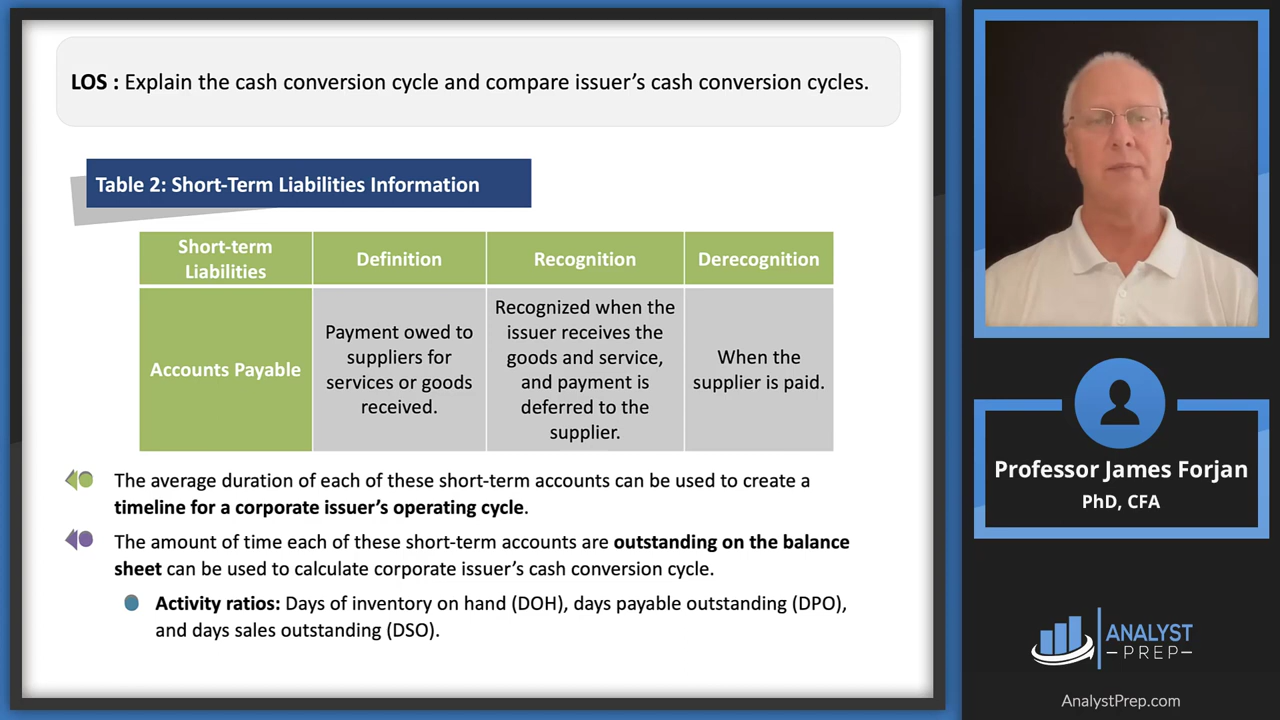 LOS : Explain the cash conversion cycle and compare issuer's cash conversion cycles.
Table 2: Short-Term Liabilities Information
Short-term
Liabilities
Definition
Recognition
Derecognition
Accounts Payable
Payment owed to
suppliers for
services or goods
received.
Recognized when the
issuer receives the
goods and service,
and payment is
deferred to the
supplier.
When the
supplier is paid.
The average duration of each of these short-term accounts can be used to create a
timeline for a corporate issuer's operating cycle.
The amount of time each of these short-term accounts are outstanding on the balance
sheet can be used to calculate corporate issuer's cash conversion cycle.
Activity ratios: Days of inventory on hand (DOH), days payable outstanding (DPO),
and days sales outstanding (DSO).
Professor James Forjan
PhD, CFA
ANALYST
PREP
AnalystPrep.com